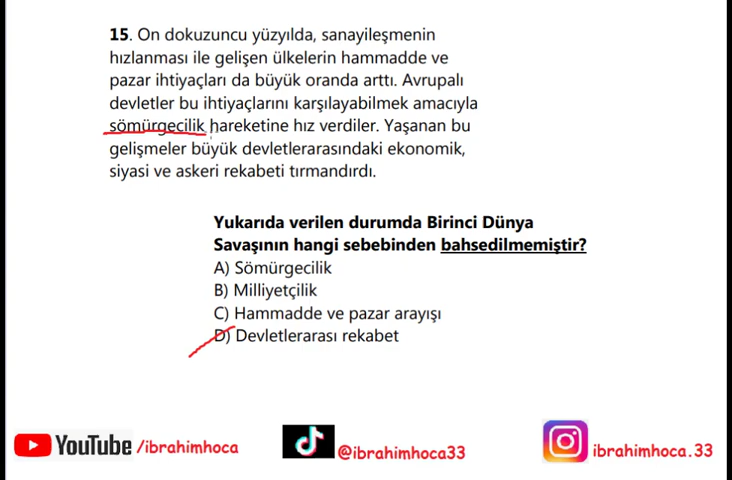 15. On dokuzuncu yüzyılda, sanayileşmenin
hızlanması ile gelişen ülkelerin hammadde ve
pazar ihtiyaçları da büyük oranda arttı. Avrupalı
devletler bu ihtiyaçlarını karşılayabilmek amacıyla
sömürgecilik hareketine hız verdiler. Yaşanan bu
gelişmeler büyük devletlerarasındaki ekonomik,
siyasi ve askeri rekabeti tırmandırdı.
Yukarıda verilen durumda Birinci Dünya
Savaşının hangi sebebinden bahsedilmemiştir?
A) Sömürgecilik
B) Milliyetçilik
C) Hammadde ve pazar arayışı
D) Devletlerarası rekabet
YouTube /ibrahimhoca
@ibrahimhoca33
ibrahimhoca.33